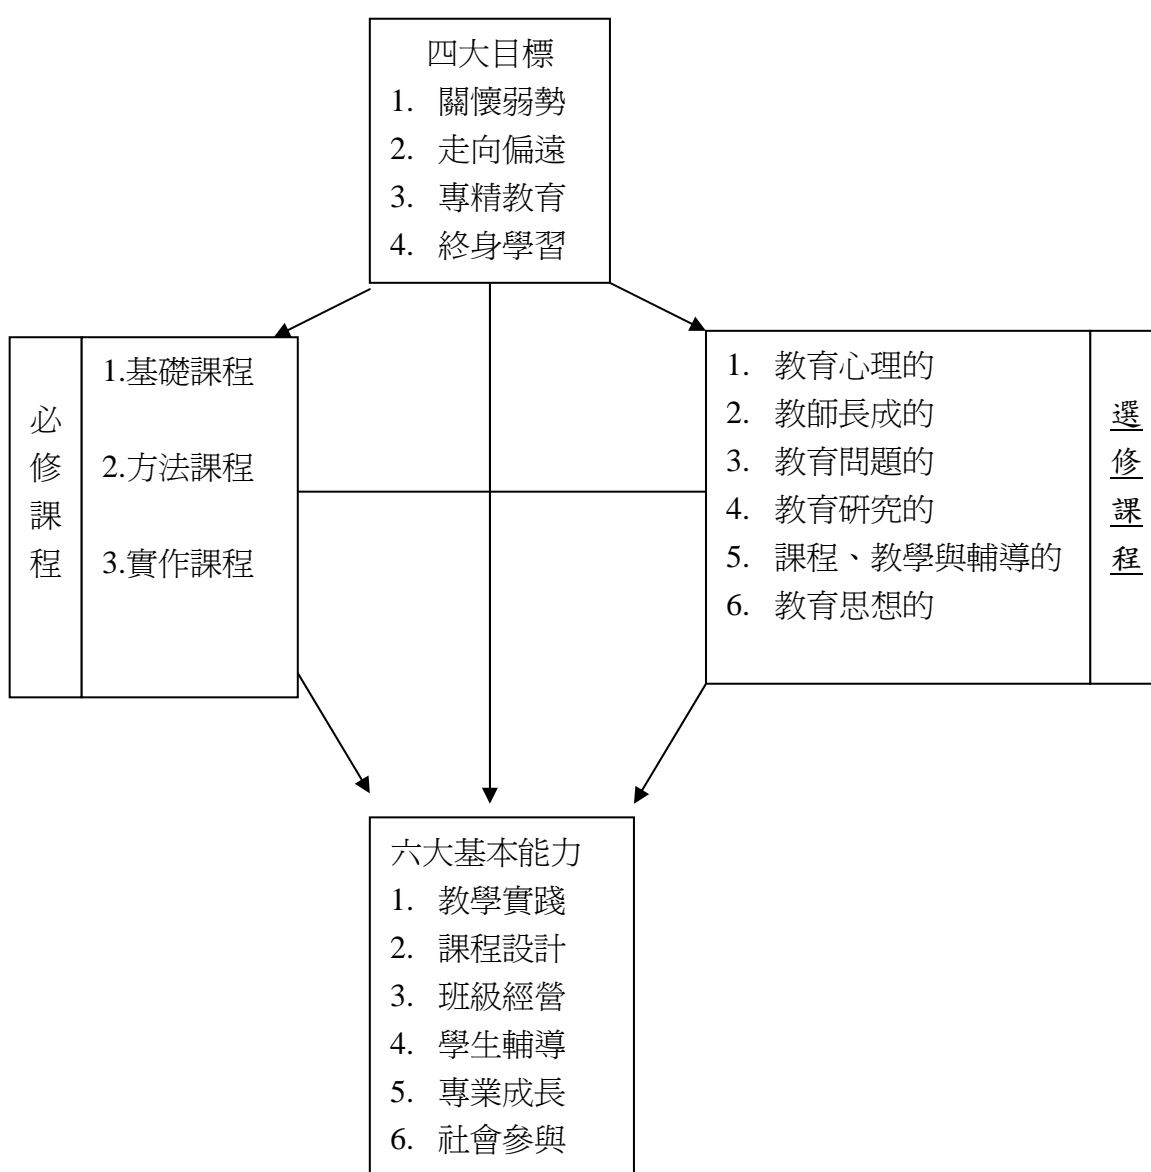 四大目標
1. 關懷弱勢
2. 走向偏遠
3. 專精教育
4. 終身學習
必修課程
1.基礎課程
2.方法課程
3.實作課程
1. 教育心理的
2. 教師長成的
3. 教育問題的
4. 教育研究的
5. 課程、教學與輔導的
6. 教育思想的
選修課程
六大基本能力
1. 教學實踐
2. 課程設計
3. 班級經營
4. 學生輔導
5. 專業成長
6. 社會參與